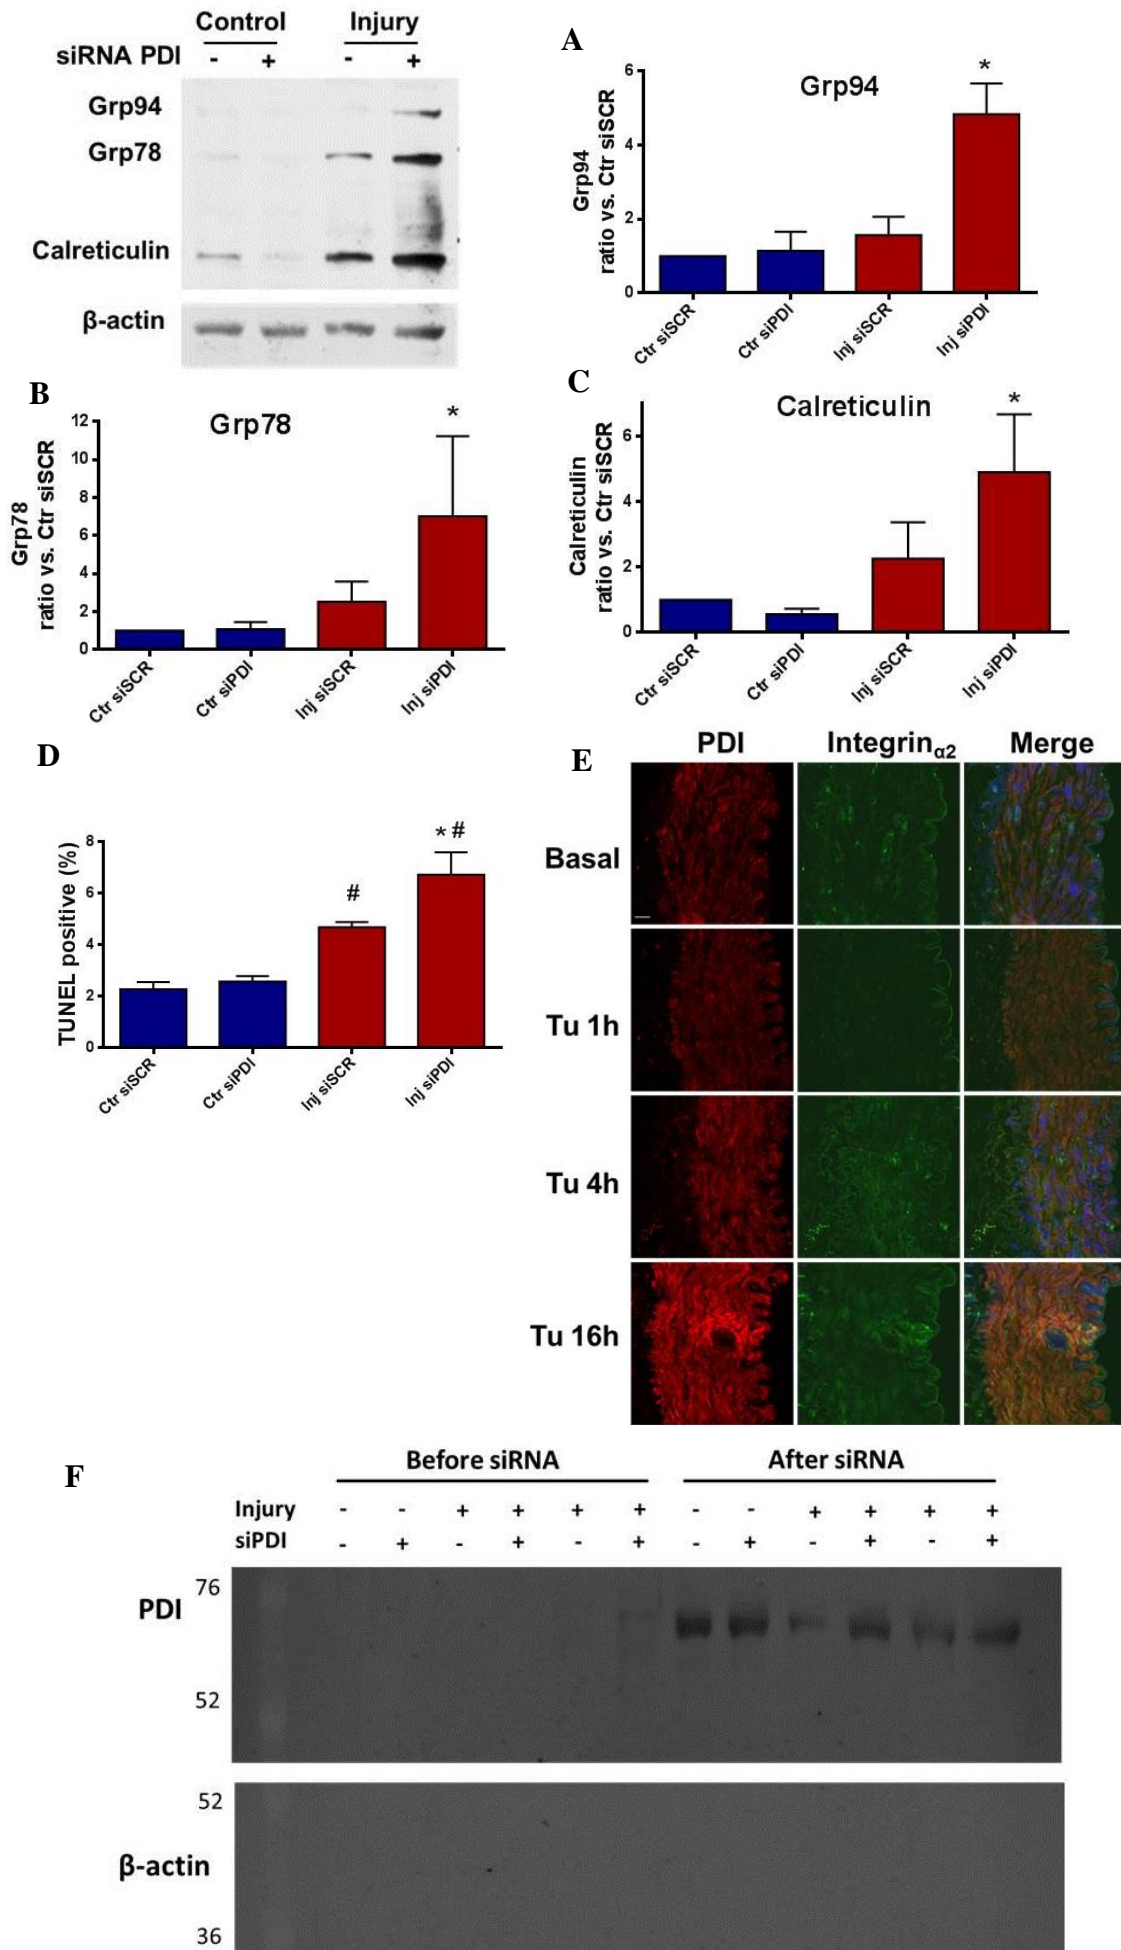 Control Injury
siRNA PDI - + - +
Grp94
Grp78
Calreticulin
β-actin
A
Grp94
Grp94
ratio vs. Ctr siSCR
6
4
2
0
*
Ctr siSCR
Ctr siPDI
Inj siSCR
Inj siPDI
B
Grp78
Grp78
ratio vs. Ctr siSCR
12
10
8
6
4
2
0
*
Ctr siSCR
Ctr siPDI
Inj siSCR
Inj siPDI
C
Calreticulin
Calreticulin
ratio vs. Ctr siSCR
6
4
2
0
*
Ctr siSCR
Ctr siPDI
Inj siSCR
Inj siPDI
D
TUNEL positive (%)
8
6
4
2
0
#
* #
Ctr siSCR
Ctr siPDI
Inj siSCR
Inj siPDI
E
PDI Integrinα2 Merge
Basal
Tu 1h
Tu 4h
Tu 16h
F
Before siRNA After siRNA
Injury - - + + + + - - + + + +
siPDI - + - + - + - + - + - +
76
PDI
52
52
β-actin
36